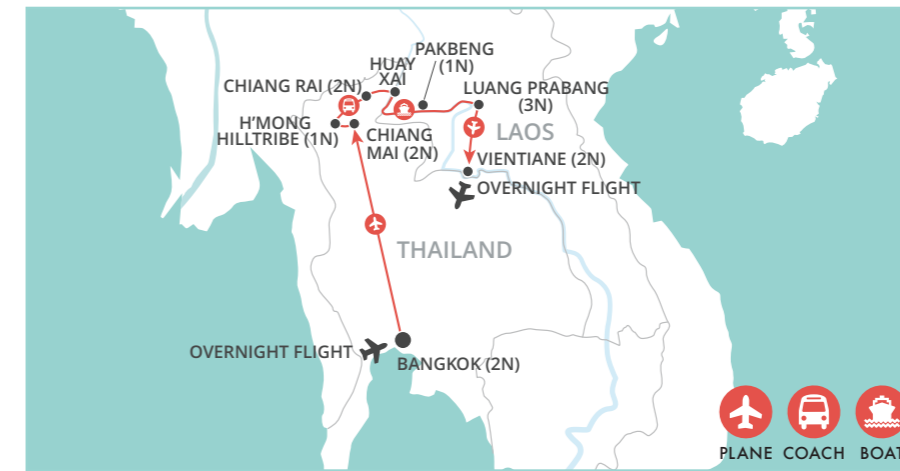 PAKBENG
(1N)
HUAY
XAI
CHIANG RAI (2N)
LUANG PRABANG
(3N)
H'MONG
HILLTRIBE (1N)
CHIANG
MAI (2N)
LAOS
VIENTIANE (2N)
OVERNIGHT FLIGHT
THAILAND
OVERNIGHT FLIGHT
BANGKOK (2N)
PLANE COACH BOAT